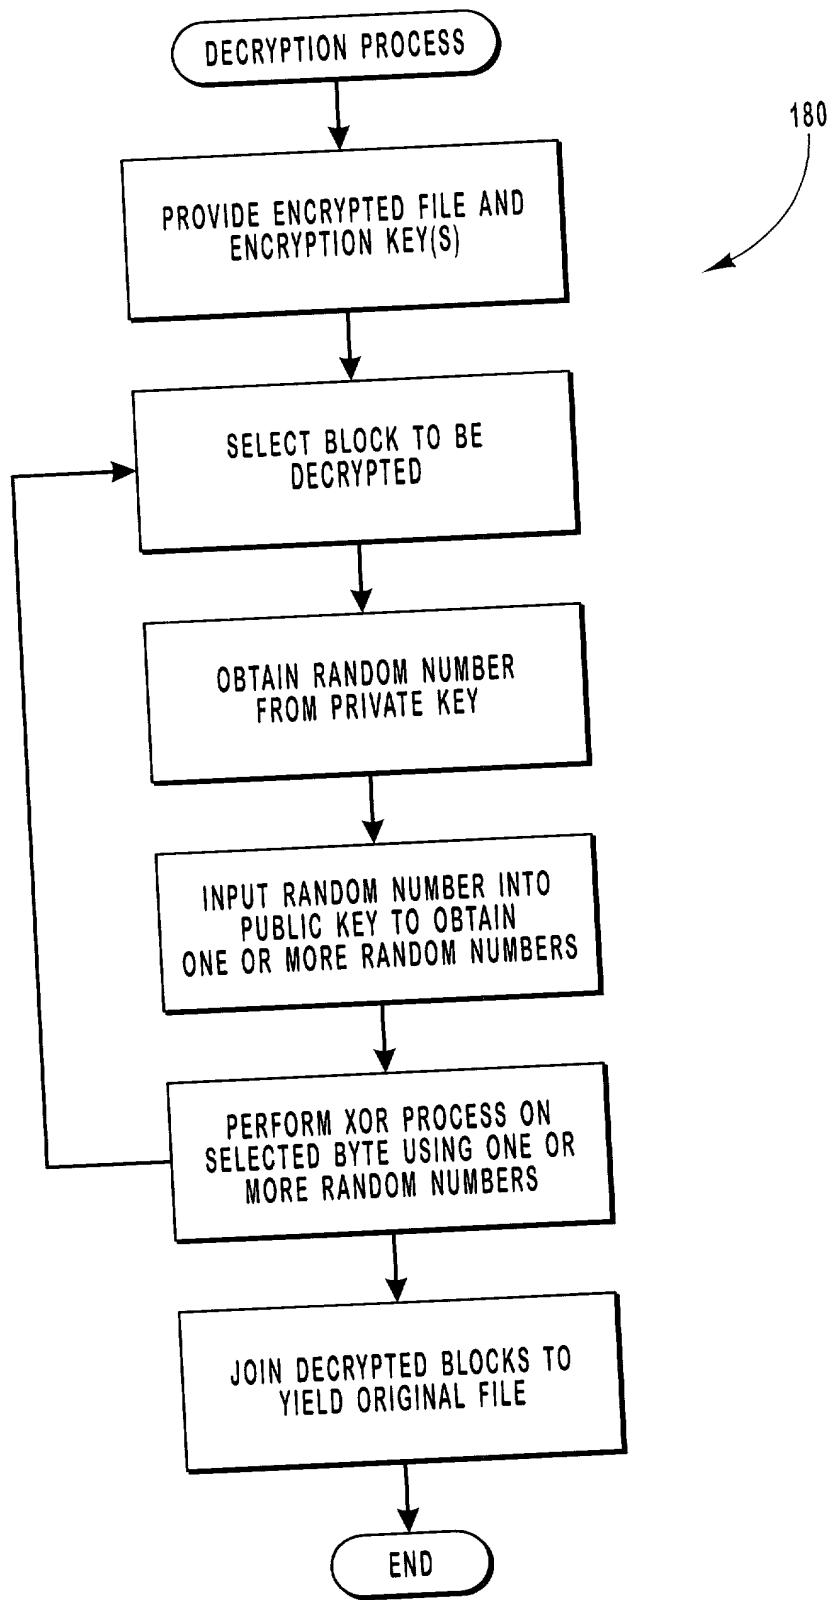 DECRYPTION PROCESS
180
PROVIDE ENCRYPTED FILE AND
ENCRYPTION KEY(S)
SELECT BLOCK TO BE
DECRYPTED
OBTAIN RANDOM NUMBER
FROM PRIVATE KEY
INPUT RANDOM NUMBER INTO
PUBLIC KEY TO OBTAIN
ONE OR MORE RANDOM NUMBERS
PERFORM XOR PROCESS ON
SELECTED BYTE USING ONE OR
MORE RANDOM NUMBERS
JOIN DECRYPTED BLOCKS TO
YIELD ORIGINAL FILE
END